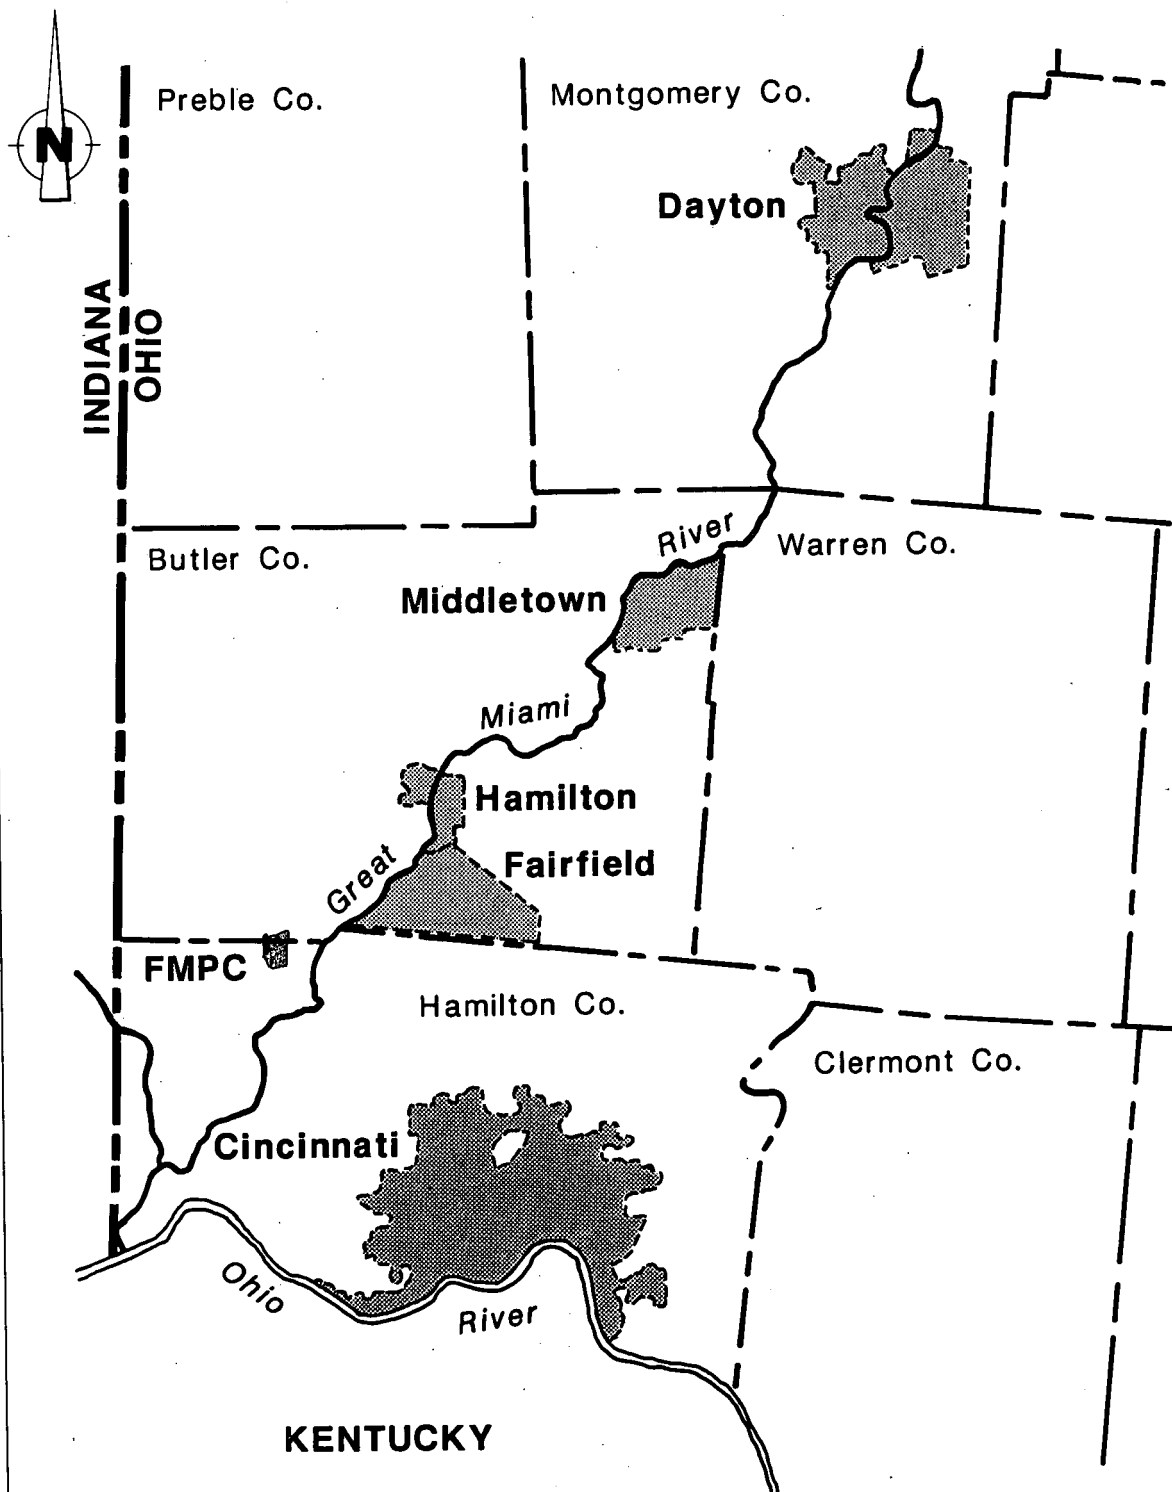 N
Preble Co.
Montgomery Co.
Dayton
INDIANA
OHIO
River
Warren Co.
Butler Co.
Middletown
Miami
Hamilton
Fairfield
Great
FMPC
Hamilton Co.
Clermont Co.
Cincinnati
Ohio
River
KENTUCKY